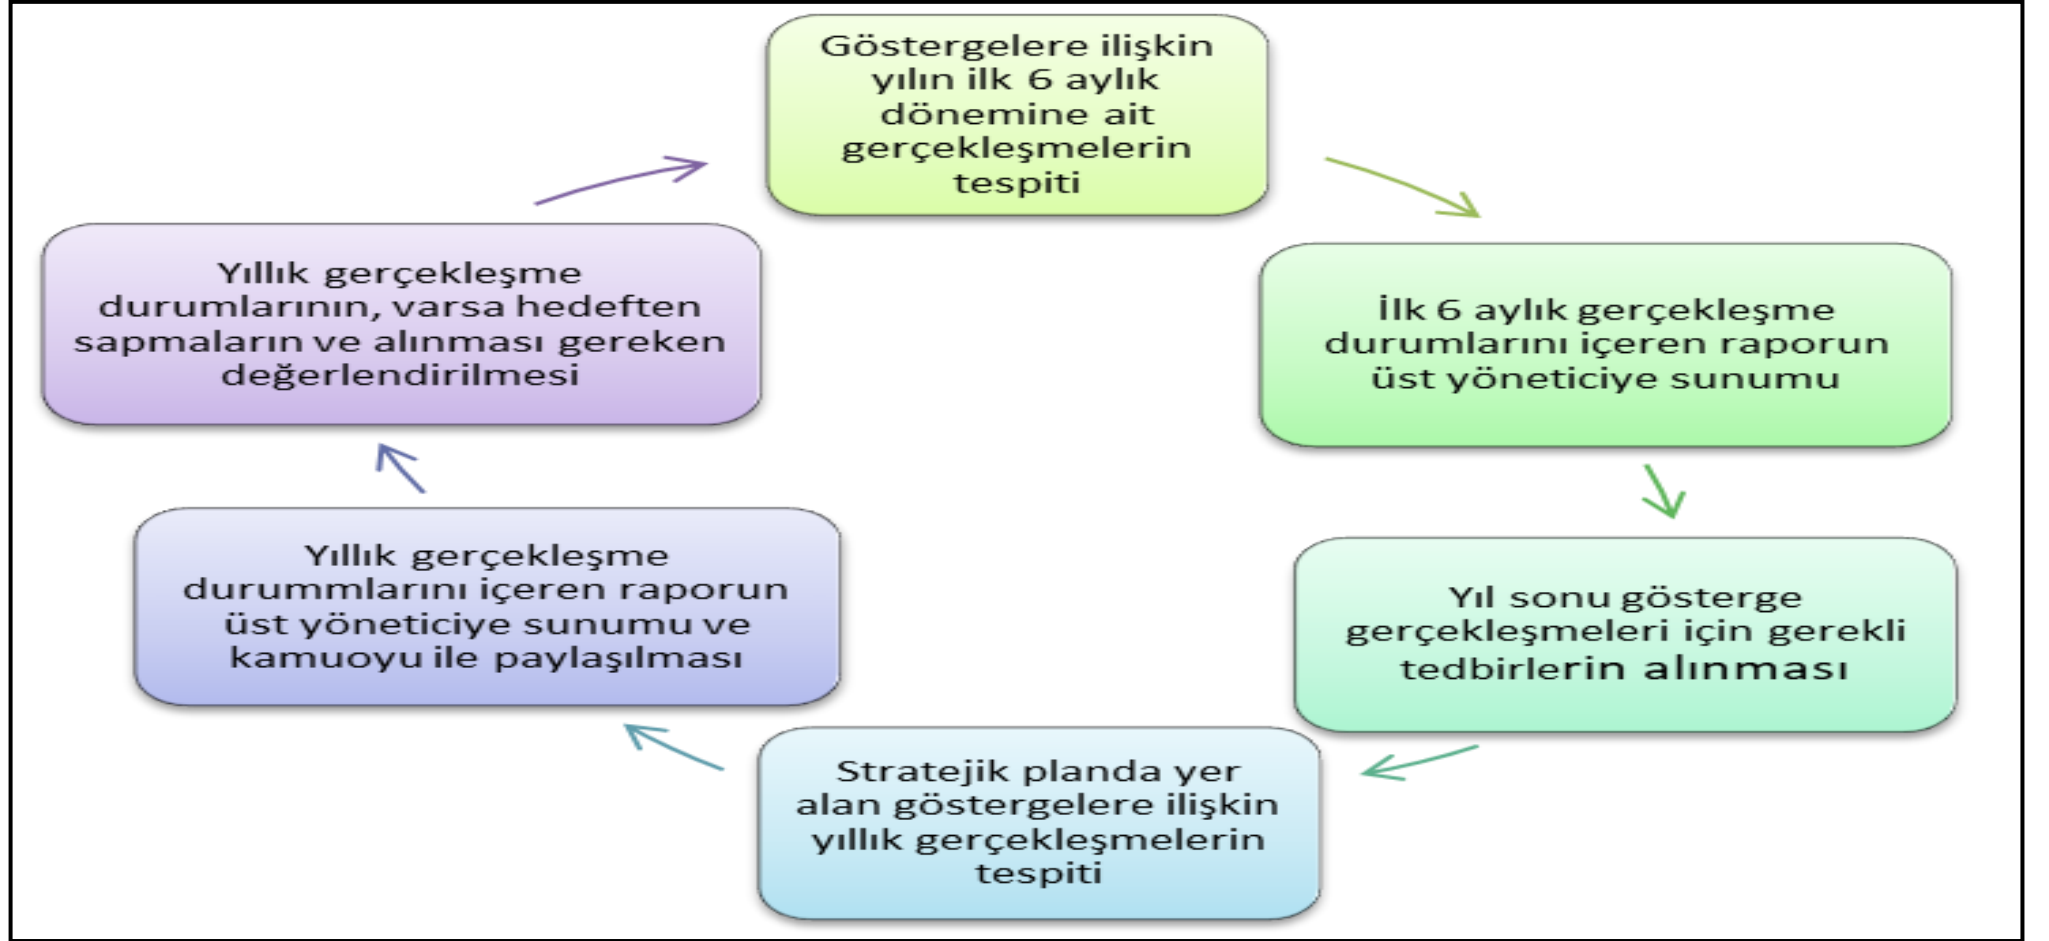 Göstergelere ilişkin
yılın ilk 6 aylık
dönemine ait
gerçekleşmelerin
tespiti
İlk 6 aylık gerçekleşme
durumlarını içeren raporun
üst yöneticiye sunumu
Yıl sonu gösterge
gerçekleşmeleri için gerekli
tedbirlerin alınması
Stratejik planda yer
alan göstergelere ilişkin
yıllık gerçekleşmelerin
tespiti
Yıllık gerçekleşme
durummlarını içeren raporun
üst yöneticiye sunumu ve
kamuoyu ile paylaşılması
Yıllık gerçekleşme
durumlarının, varsa hedeften
sapmaların ve alınması gereken
değerlendirilmesi